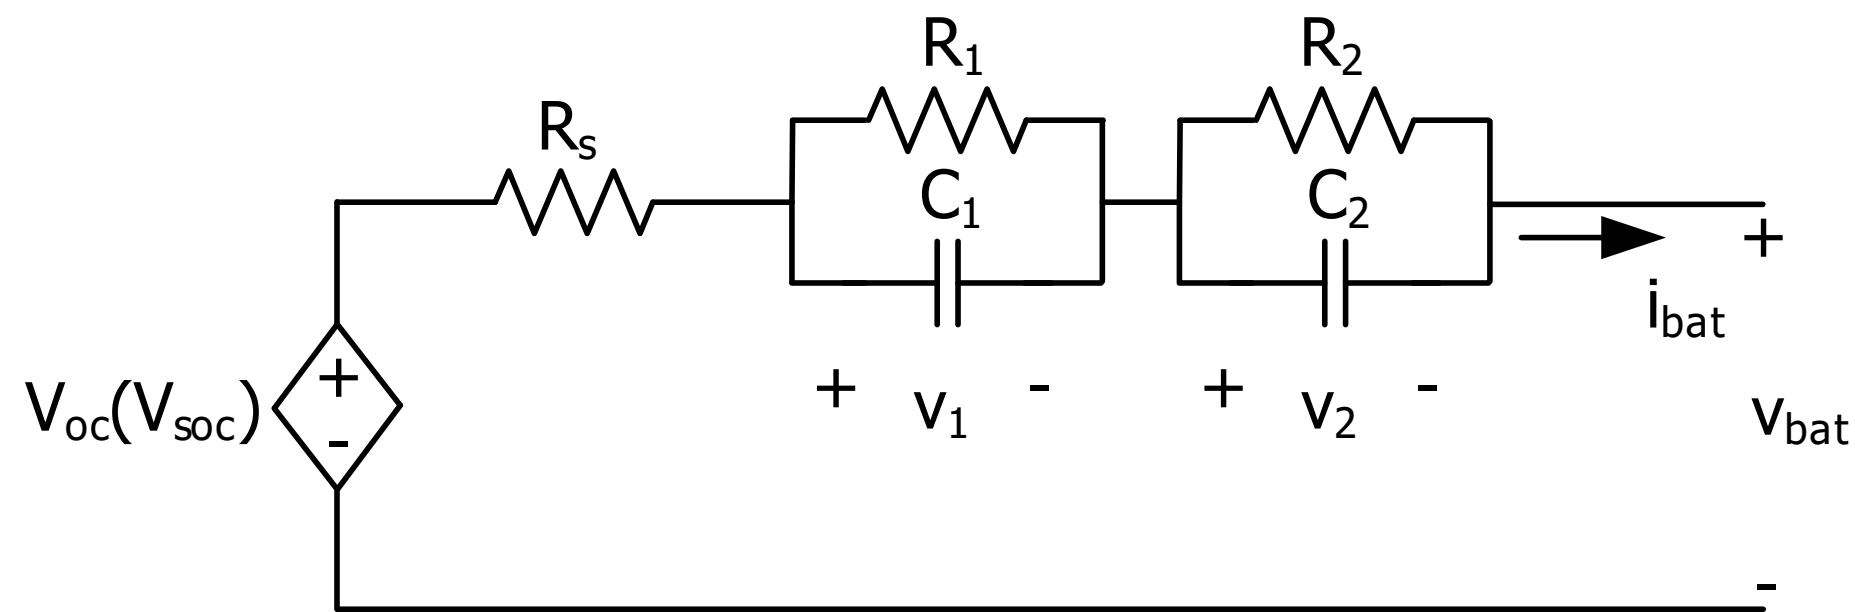 R1
R2
Rs
C1
C2
+
ibat
+ v1 -
+ v2 -
+
-
Voc(Vsoc)
vbat
-